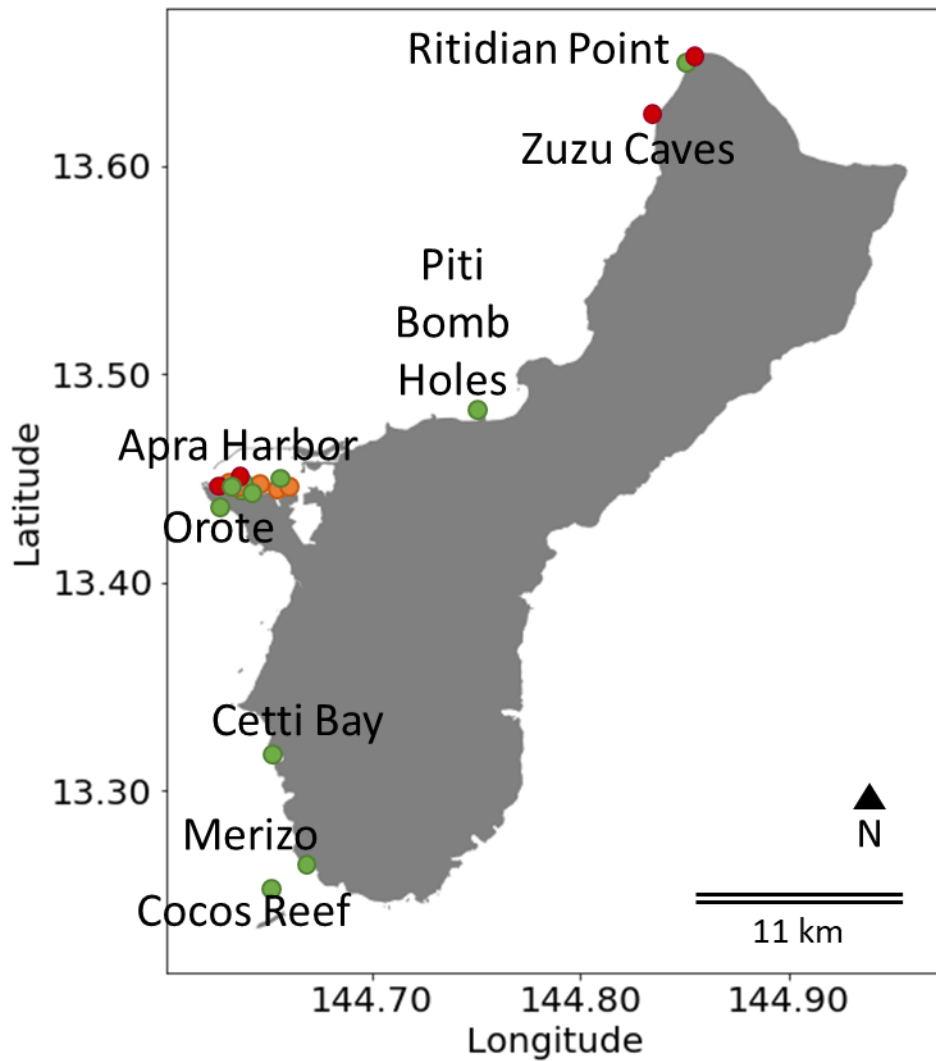 Ritidian Point
Zuzu Caves
13.60
Piti
Bomb
Holes
13.50
Apra Harbor
Orote
Latitude
13.40
Cetti Bay
13.30
Merizo
N
Cocos Reef
11 km
144.70
144.80
144.90
Longitude